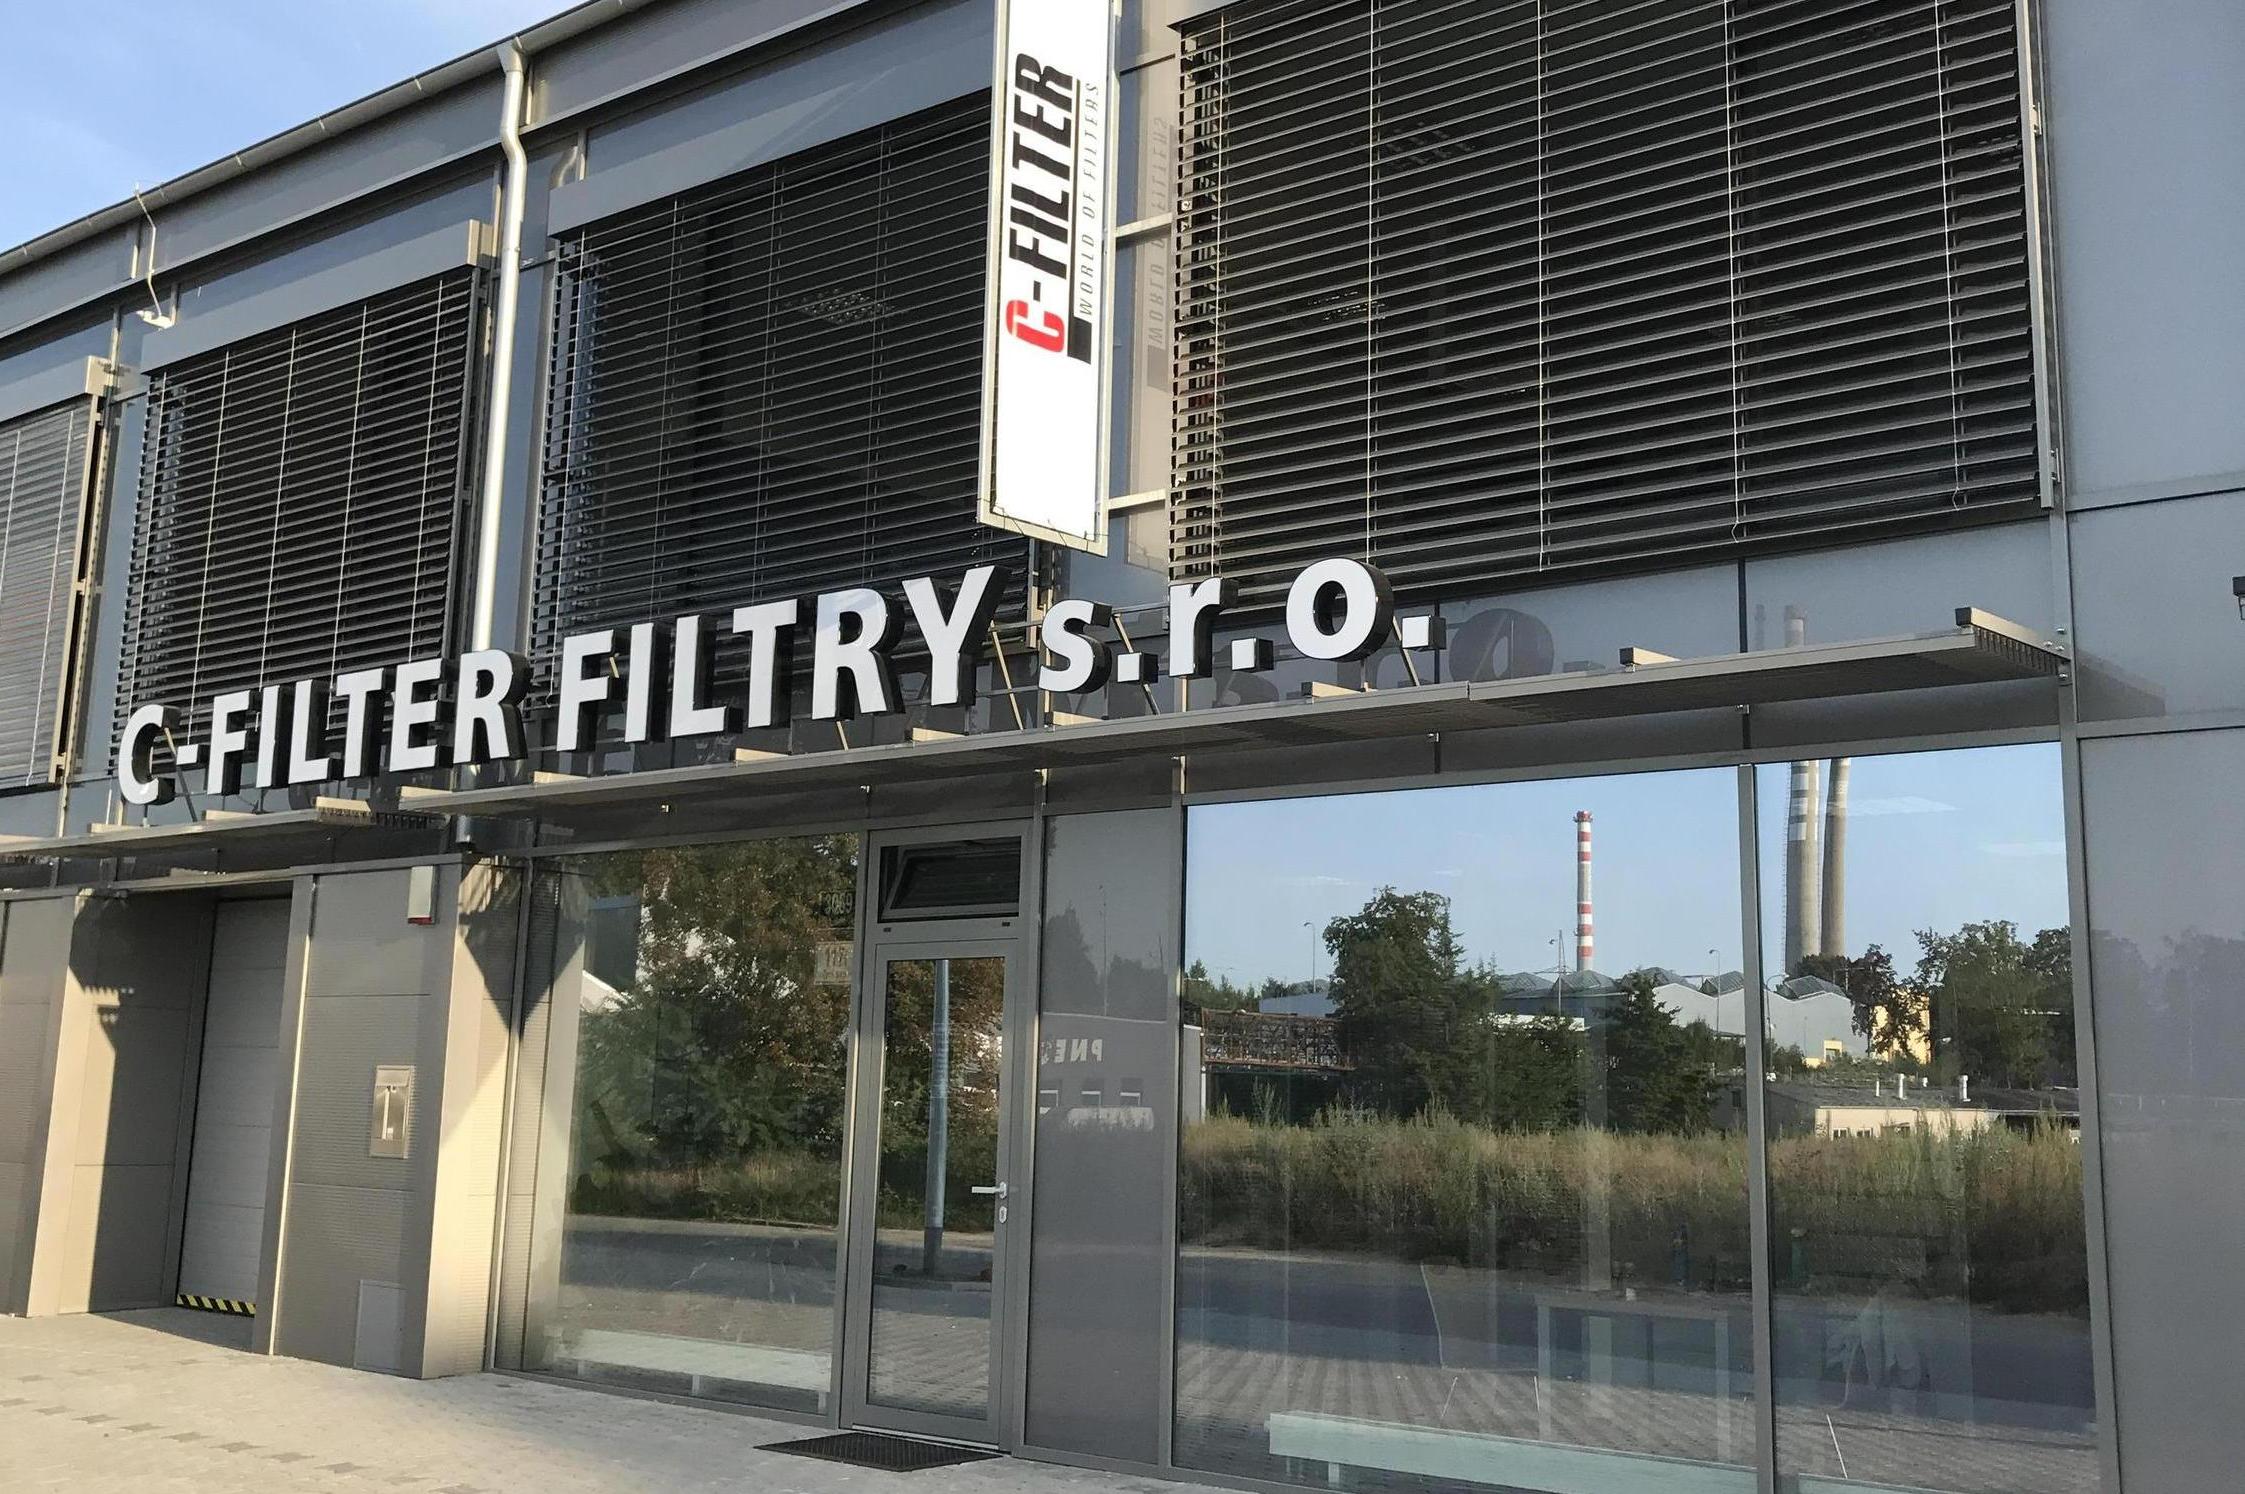 C-FILTER
WORLD OF FILTERS
C-FILTER FILTRY s.r.o.